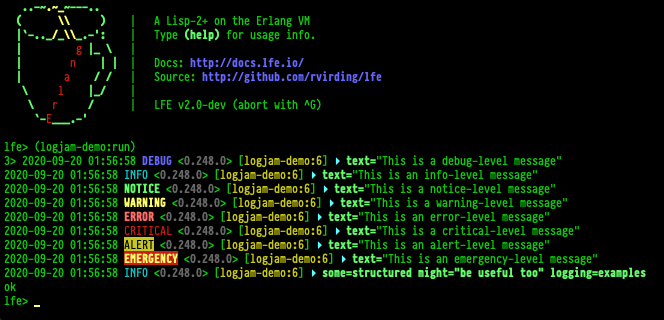 ..-~.~_~---..
(      \\      )    |   A Lisp-2+ on the Erlang VM
|`-.._/_\\_.-':    |   Type (help) for usage info.
|         g |_ \   |
|        n    | |  |   Docs: http://docs.lfe.io/
|       a    / /   |   Source: http://github.com/rvirding/lfe
\     l    |_/     |
\   r     /        |   LFE v2.0-dev (abort with ^G)
`-E___.-'
lfe> (logjam-demo:run)
3> 2020-09-20 01:56:58 DEBUG <0.248.0> [logjam-demo:6] ⏵ text="This is a debug-level message"
2020-09-20 01:56:58 INFO <0.248.0> [logjam-demo:6] ⏵ text="This is an info-level message"
2020-09-20 01:56:58 NOTICE <0.248.0> [logjam-demo:6] ⏵ text="This is a notice-level message"
2020-09-20 01:56:58 WARNING <0.248.0> [logjam-demo:6] ⏵ text="This is a warning-level message"
2020-09-20 01:56:58 ERROR <0.248.0> [logjam-demo:6] ⏵ text="This is an error-level message"
2020-09-20 01:56:58 CRITICAL <0.248.0> [logjam-demo:6] ⏵ text="This is a critical-level message"
2020-09-20 01:56:58 ALERT <0.248.0> [logjam-demo:6] ⏵ text="This is an alert-level message"
2020-09-20 01:56:58 EMERGENCY <0.248.0> [logjam-demo:6] ⏵ text="This is an emergency-level message"
2020-09-20 01:56:58 INFO <0.248.0> [logjam-demo:6] ⏵ some=structured might="be useful too" logging=examples
ok
lfe> _